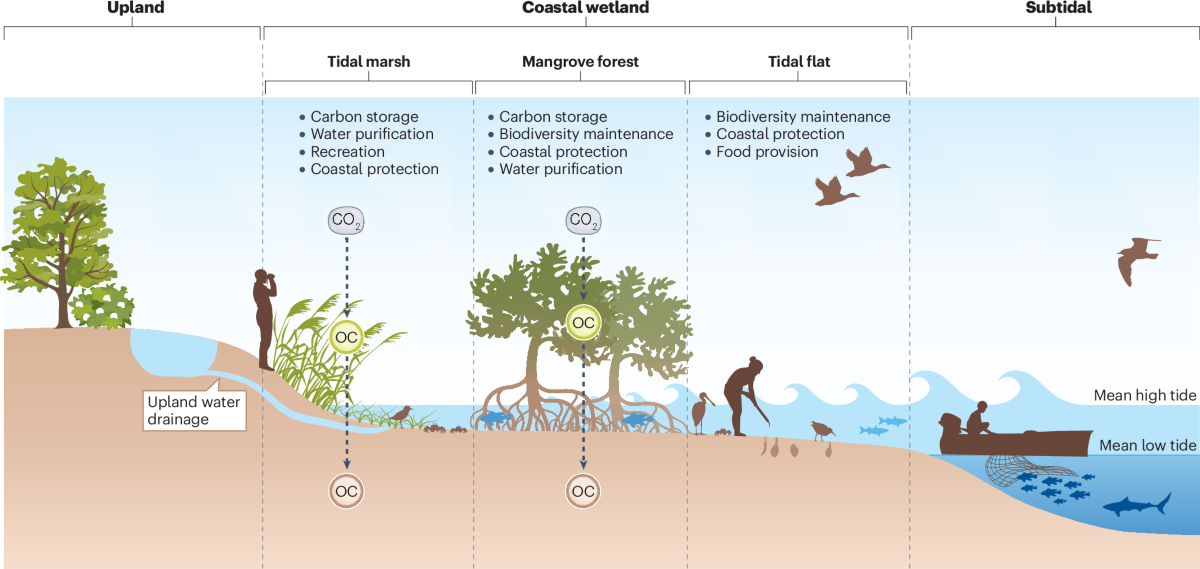 Upland
Coastal wetland
Subtidal
Tidal marsh
Mangrove forest
Tidal flat
• Carbon storage
• Water purification
• Recreation
• Coastal protection
• Carbon storage
• Biodiversity maintenance
• Coastal protection
• Water purification
• Biodiversity maintenance
• Coastal protection
• Food provision
CO₂
CO₂
OC
OC
Upland water
drainage
Mean high tide
Mean low tide
OC
OC